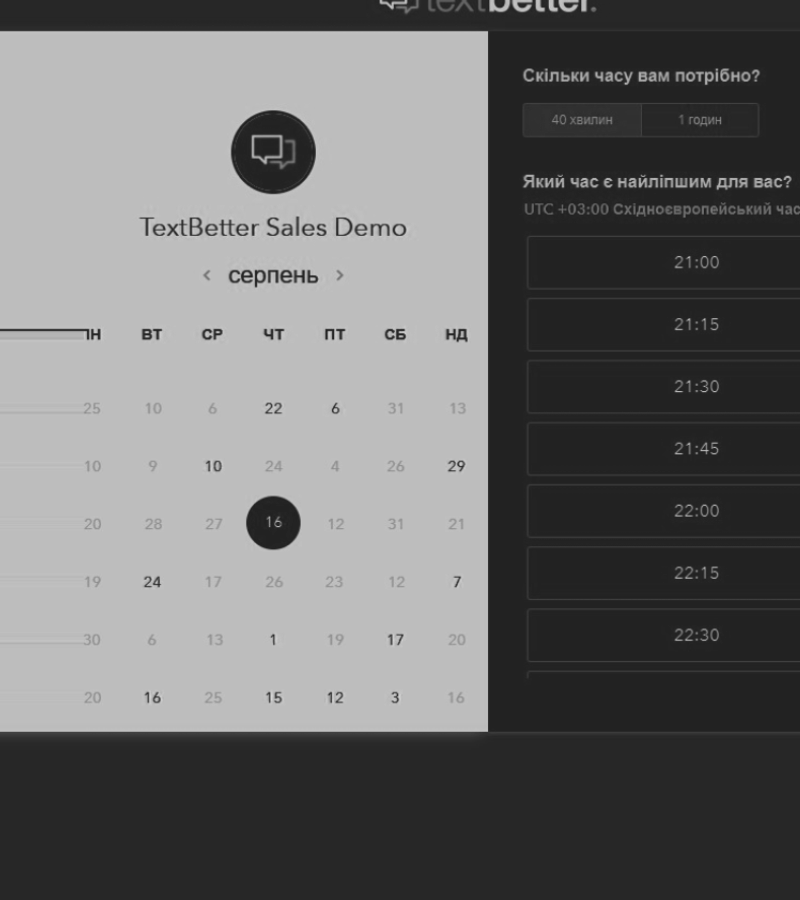 textbetter.
TextBetter Sales Demo
серпень
ПН ВТ СР ЧТ ПТ СБ НД
25 10 6 22 6 31 13
10 9 10 24 4 26 29
20 28 27 16 12 31 21
19 24 17 26 23 12 7
30 6 13 1 19 17 20
20 16 25 15 12 3 16
Скільки часу вам потрібно?
40 хвилин 1 годин
Який час є найліпшим для вас?
UTC +03:00 Східноєвропейський час
21:00
21:15
21:30
21:45
22:00
22:15
22:30